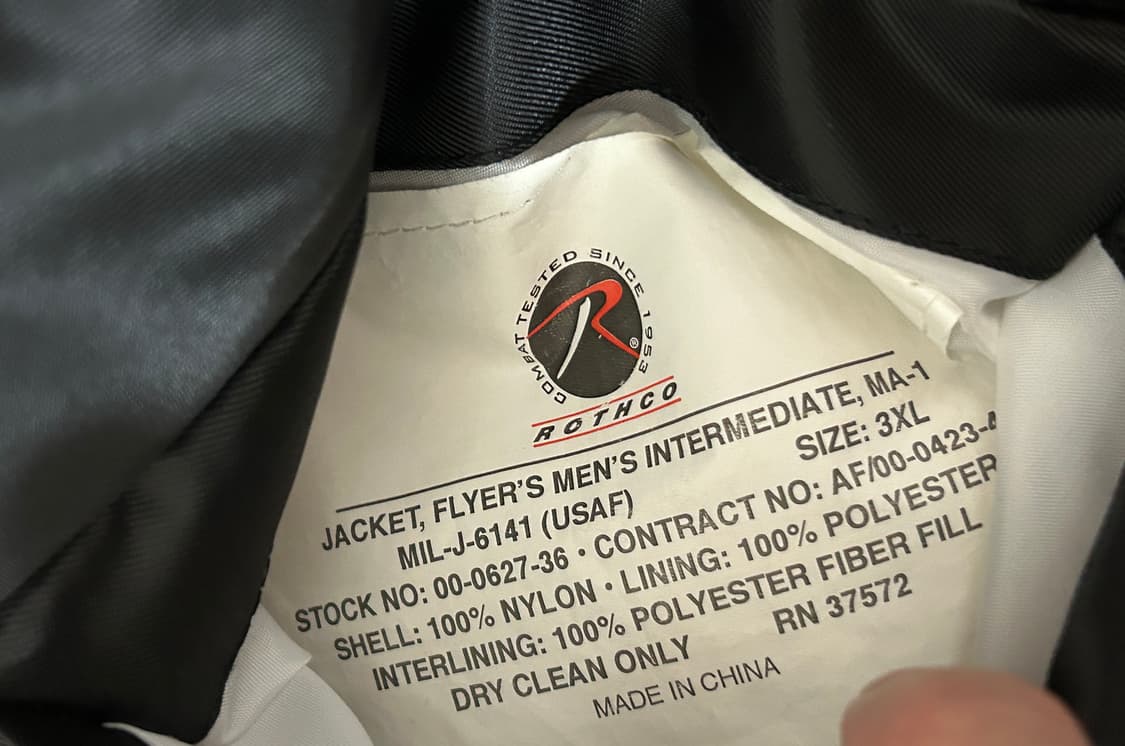 COMBAT TESTED SINCE 1953
R®
ROTHCO
JACKET, FLYER'S MEN'S INTERMEDIATE, MA-1
MIL-J-6141 (USAF) SIZE: 3XL
STOCK NO: 00-0627-36 • CONTRACT NO: AF/00-0423-4
SHELL: 100% NYLON • LINING: 100% POLYESTER
INTERLINING: 100% POLYESTER FIBER FILL
DRY CLEAN ONLY RN 37572
MADE IN CHINA